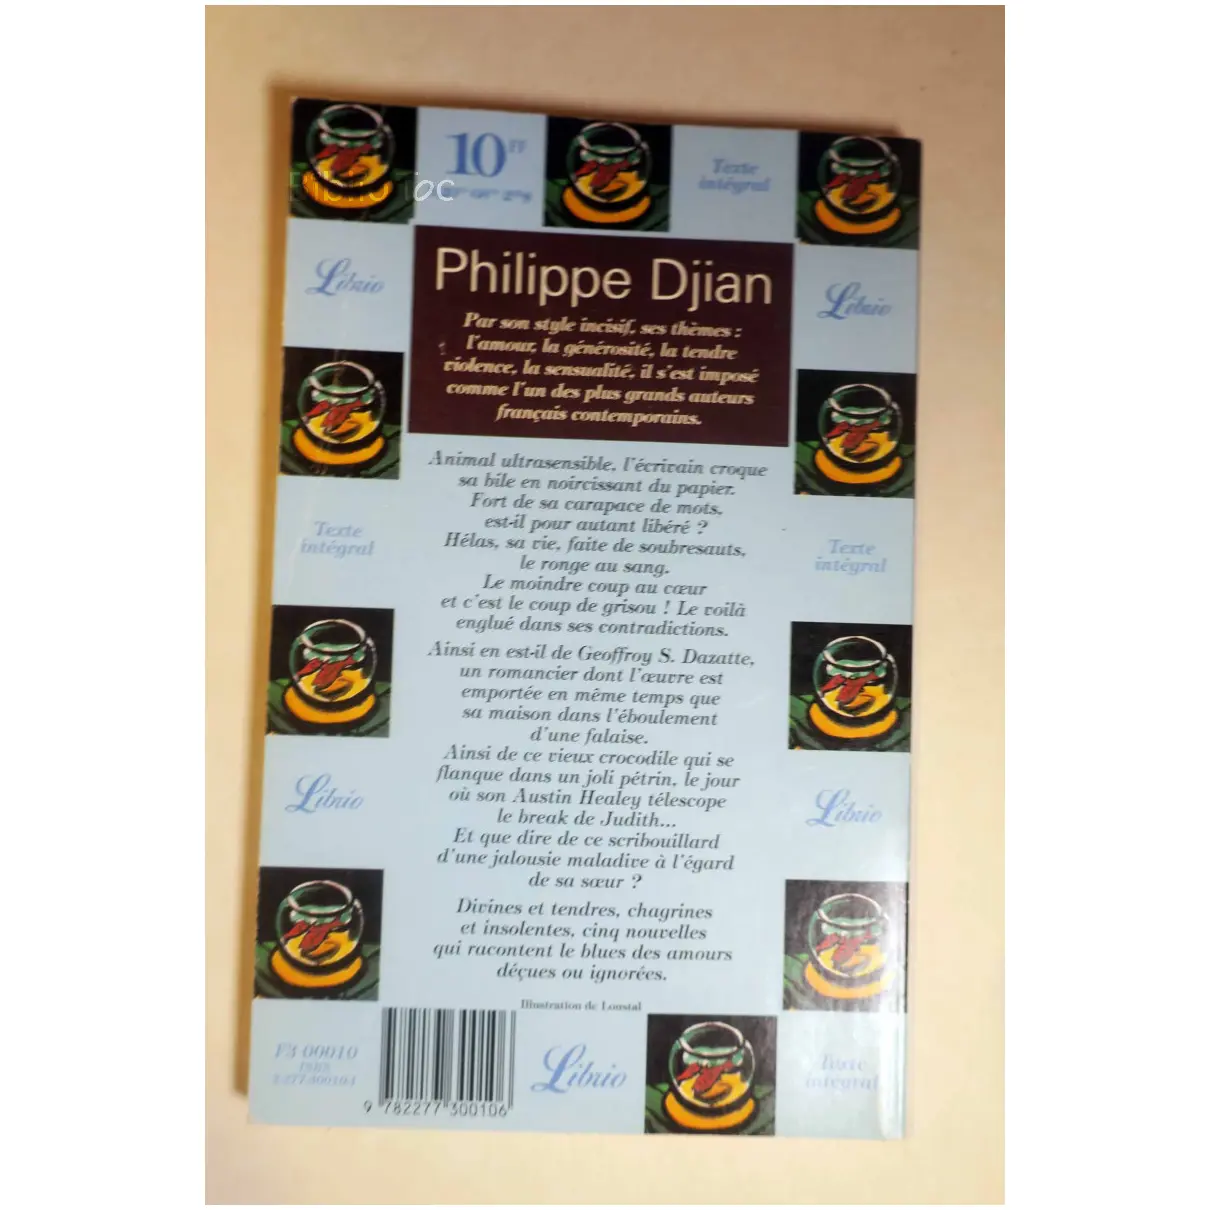 10 FF
Texte
intégral
Librio
Philippe Djian
Librio
Par son style incisif, ses thèmes :
l'amour, la générosité, la tendre
violence, la sensualité, il s'est imposé
comme l'un des plus grands auteurs
français contemporains.
Animal ultrasensible, l'écrivain croque
sa bile en noircissant du papier.
Fort de sa carapace de mots,
est-il pour autant libéré ?
Hélas, sa vie, faite de soubresauts,
le ronge au sang.
Le moindre coup au cœur
et c'est le coup de grisou ! Le voilà
englué dans ses contradictions.
Texte
intégral
Texte
intégral
Ainsi en est-il de Geoffroy S. Dazatte,
un romancier dont l'œuvre est
emportée en même temps que
sa maison dans l'éboulement
d'une falaise.
Ainsi de ce vieux crocodile qui se
flanque dans un joli pétrin, le jour
où son Austin Healey télescope
le break de Judith...
Et que dire de ce scribouillard
d'une jalousie maladive à l'égard
de sa sœur ?
Librio
Librio
Divines et tendres, chagrines
et insolentes, cinq nouvelles
qui racontent le blues des amours
déçues ou ignorées.
Illustration de Loustal
F3 00010
ISBN
9 782277 300106
Librio
Texte
intégral